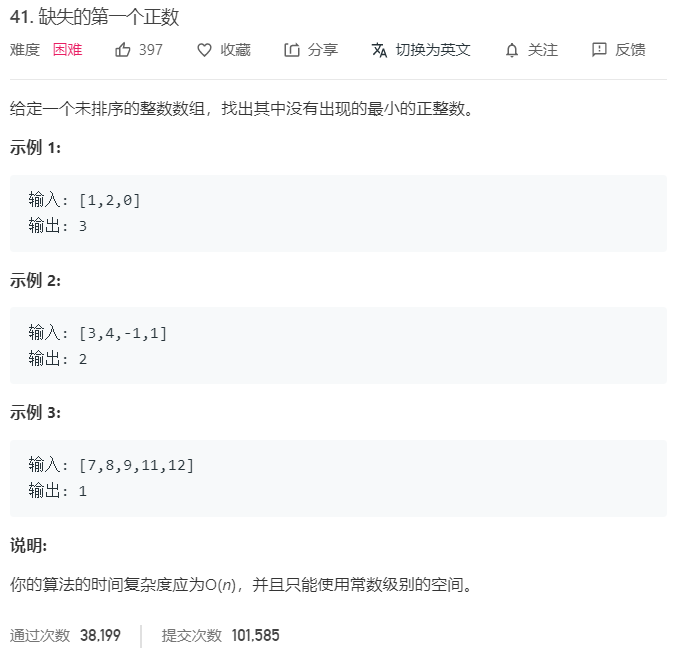 41. 缺失的第一个正数
难度 困难 397 收藏 分享 切换为英文 关注 反馈
给定一个未排序的整数数组，找出其中没有出现的最小的正整数。
示例 1:
输入: [1,2,0]
输出: 3
示例 2:
输入: [3,4,-1,1]
输出: 2
示例 3:
输入: [7,8,9,11,12]
输出: 1
说明:
你的算法的时间复杂度应为O(n)，并且只能使用常数级别的空间。
通过次数 38,199 提交次数 101,585